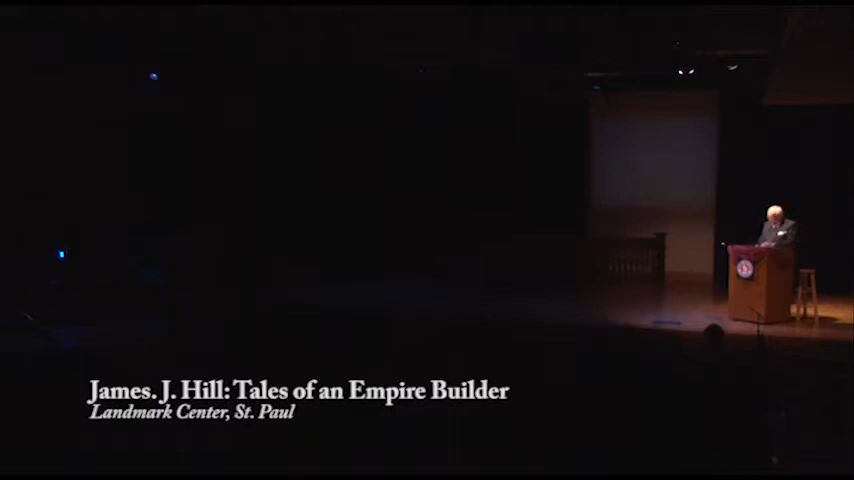 James. J. Hill: Tales of an Empire Builder
Landmark Center, St. Paul